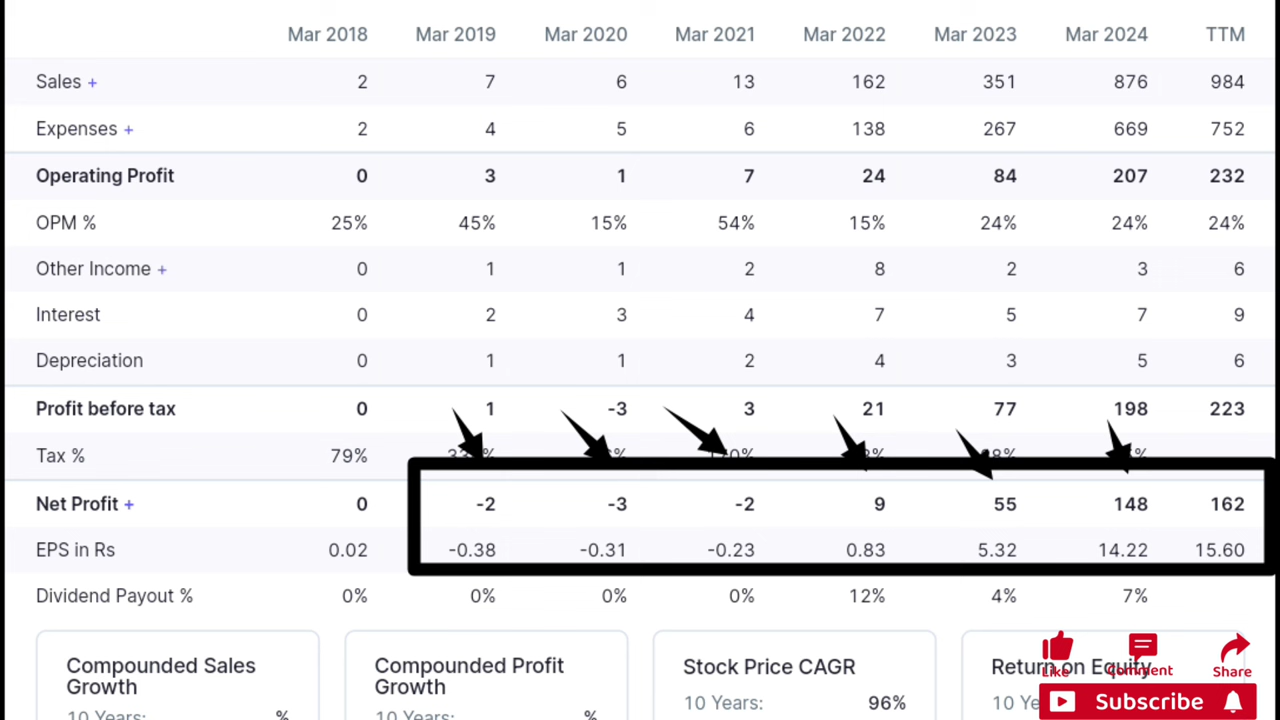 Mar 2018 Mar 2019 Mar 2020 Mar 2021 Mar 2022 Mar 2023 Mar 2024 TTM
Sales + 2 7 6 13 162 351 876 984
Expenses + 2 4 5 6 138 267 669 752
Operating Profit 0 3 1 7 24 84 207 232
OPM % 25% 45% 15% 54% 15% 24% 24% 24%
Other Income + 0 1 1 2 8 2 3 6
Interest 0 2 3 4 7 5 7 9
Depreciation 0 1 1 2 4 3 5 6
Profit before tax 0 1 -3 3 21 77 198 223
Tax % 79%
Net Profit + 0 -2 -3 -2 9 55 148 162
EPS in Rs 0.02 -0.38 -0.31 -0.23 0.83 5.32 14.22 15.60
Dividend Payout % 0% 0% 0% 0% 12% 4% 7%
Compounded Sales
Growth
10 Years: %
Compounded Profit
Growth
10 Years: %
Stock Price CAGR
10 Years: 96%
Return on Equity
Like Comment Share
Subscribe